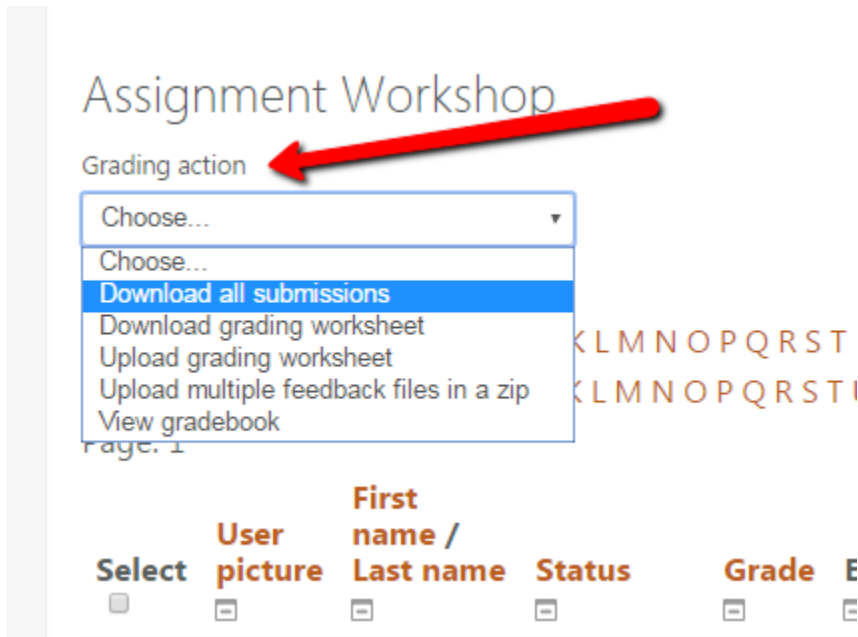 Assignment Workshop
Grading action
Choose...
Choose...
Download all submissions
Download grading worksheet
Upload grading worksheet
Upload multiple feedback files in a zip
View gradebook
K L M N O P Q R S T
K L M N O P Q R S T U
Page: 1
Select
User picture
First name / Last name
Status
Grade